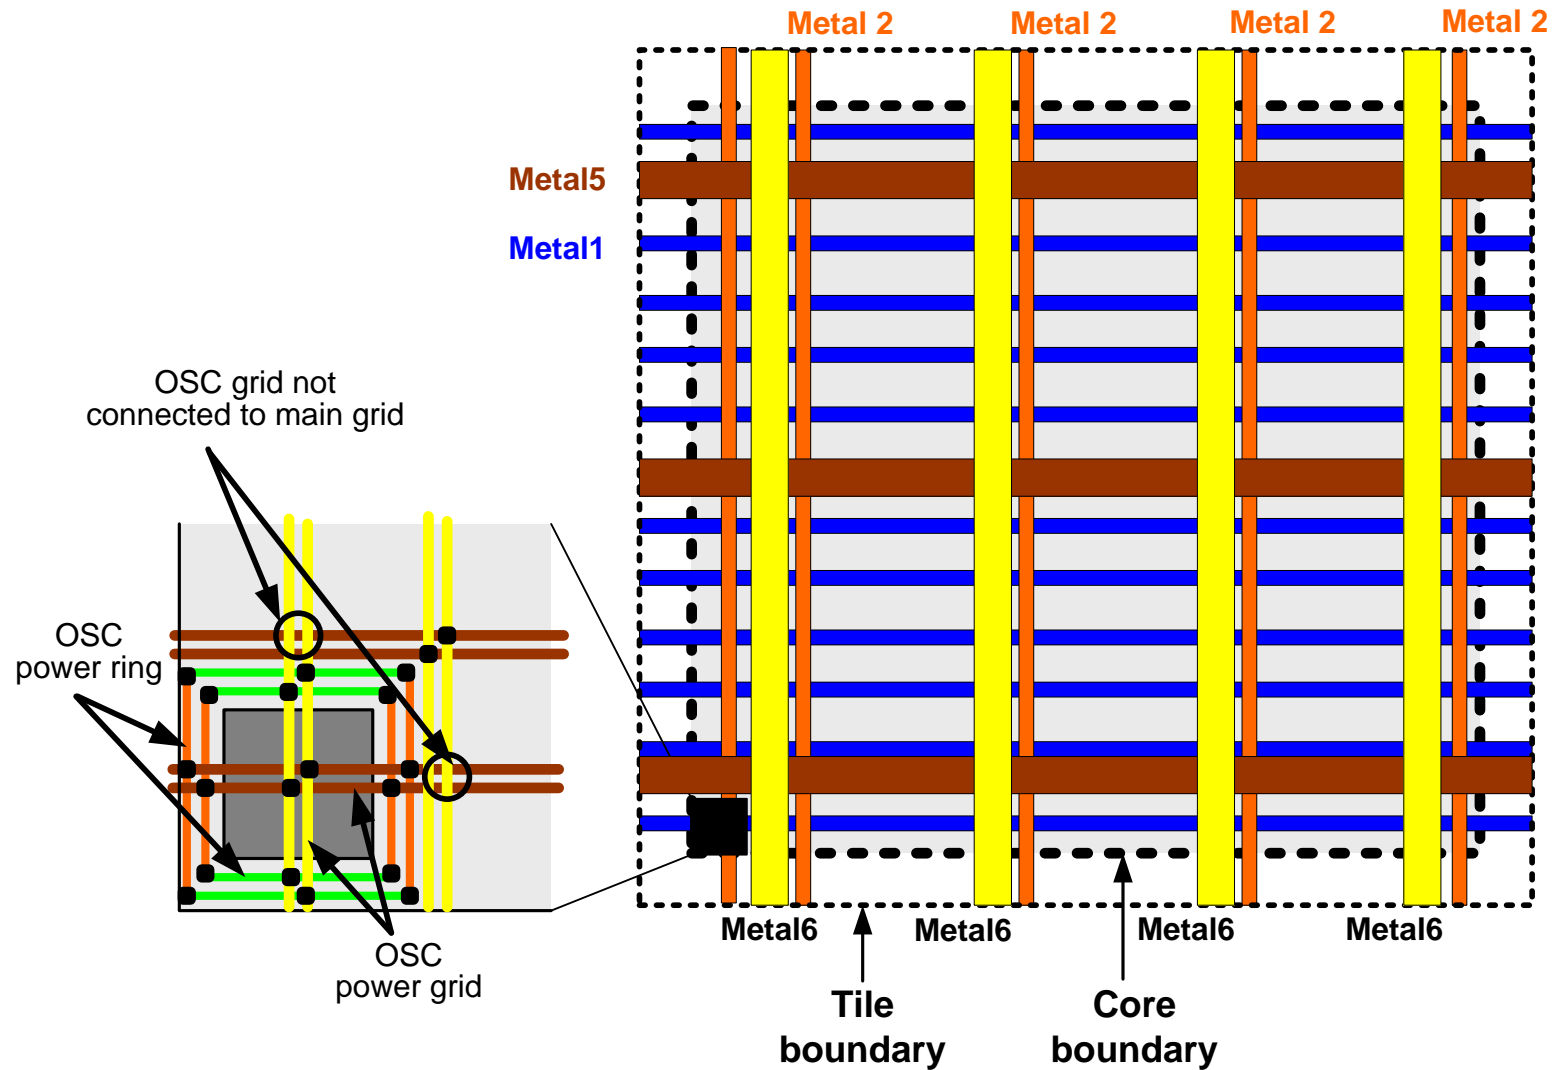 Metal 2
Metal 2
Metal 2
Metal 2
Metal5
Metal1
OSC grid not
connected to main grid
OSC
power ring
OSC
power grid
Metal6
Metal6
Metal6
Metal6
Tile
boundary
Core
boundary